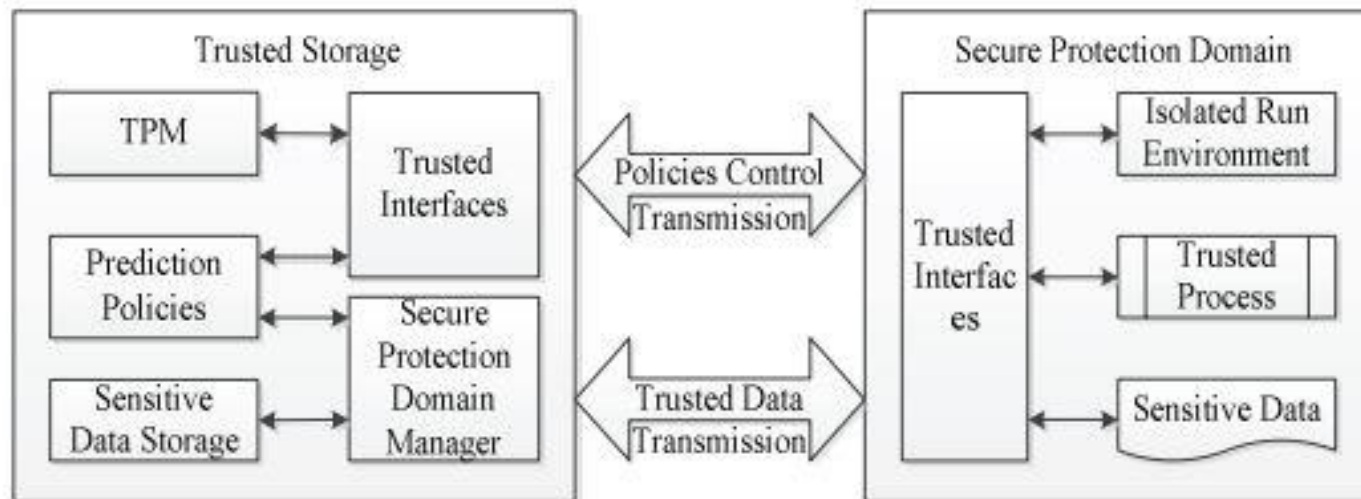 Trusted Storage
TPM
Trusted
Interfaces
Prediction
Policies
Secure
Protection
Domain
Manager
Sensitive
Data Storage
Policies Control
Transmission
Trusted Data
Transmission
Secure Protection Domain
Trusted
Interfac
es
Isolated Run
Environment
Trusted
Process
Sensitive Data